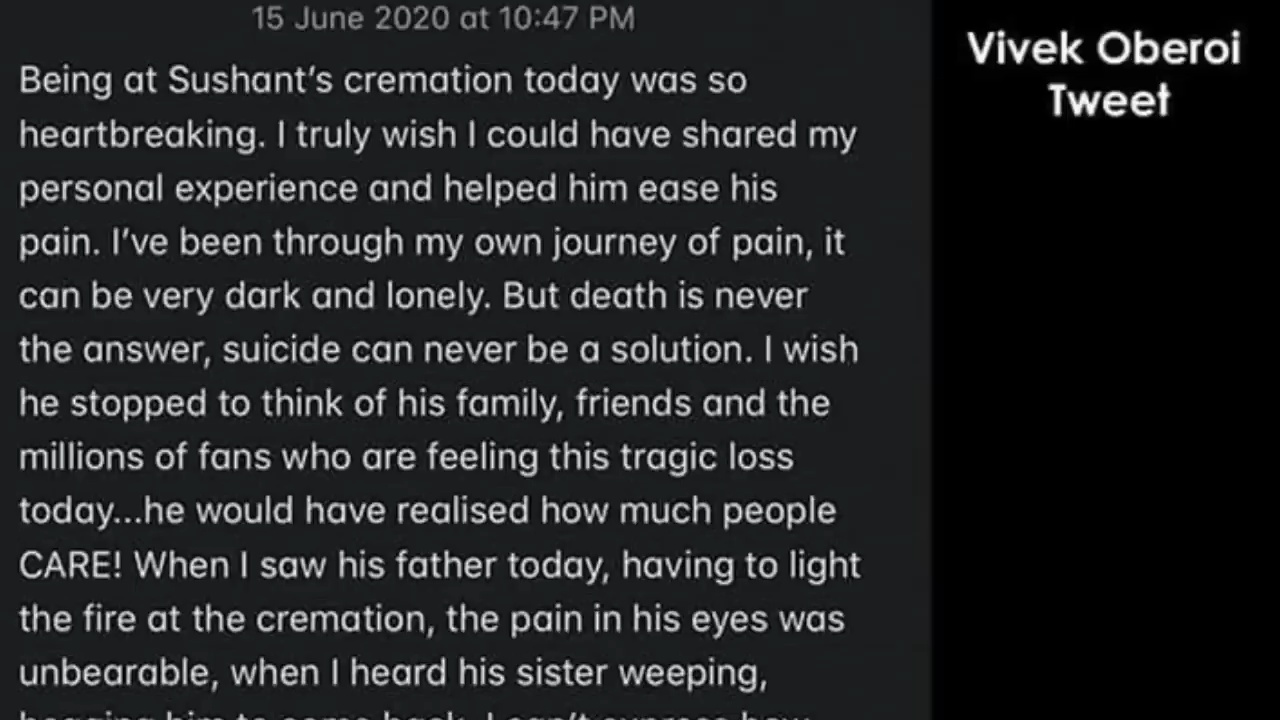 15 June 2020 at 10:47 PM
Being at Sushant’s cremation today was so
heartbreaking. I truly wish I could have shared my
personal experience and helped him ease his
pain. I’ve been through my own journey of pain, it
can be very dark and lonely. But death is never
the answer, suicide can never be a solution. I wish
he stopped to think of his family, friends and the
millions of fans who are feeling this tragic loss
today...he would have realised how much people
CARE! When I saw his father today, having to light
the fire at the cremation, the pain in his eyes was
unbearable, when I heard his sister weeping,
Vivek Oberoi
Tweet